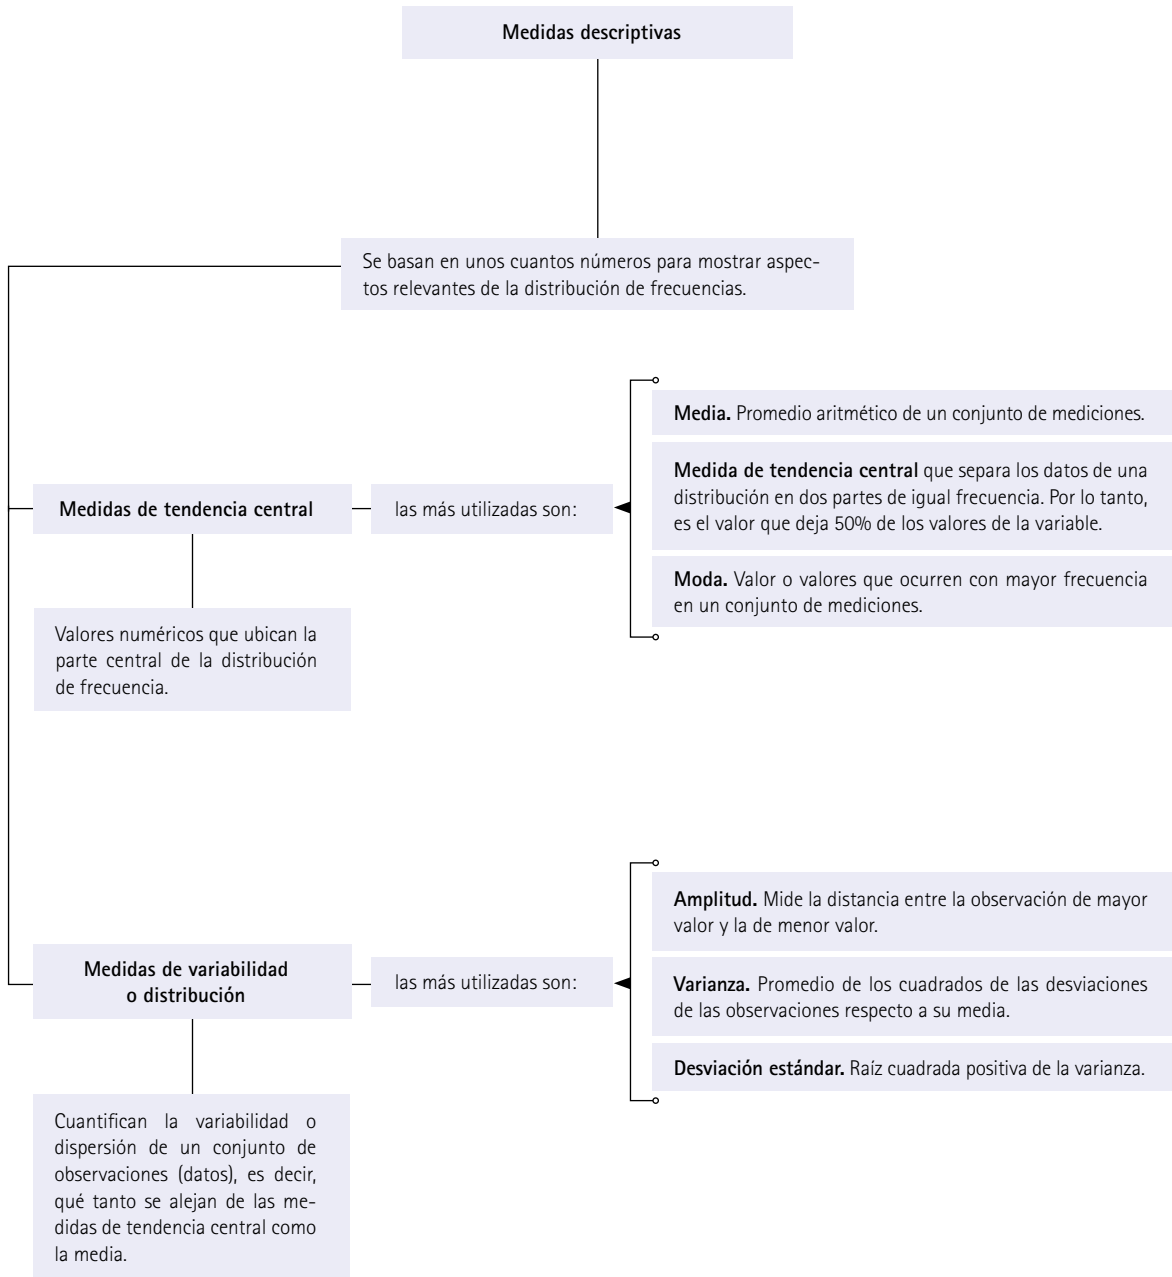 Medidas descriptivas
Se basan en unos cuantos números para mostrar aspec-
tos relevantes de la distribución de frecuencias.
Media. Promedio aritmético de un conjunto de mediciones.
Medida de tendencia central que separa los datos de una
distribución en dos partes de igual frecuencia. Por lo tanto,
es el valor que deja 50% de los valores de la variable.
Medidas de tendencia central
las más utilizadas son:
Moda. Valor o valores que ocurren con mayor frecuencia
en un conjunto de mediciones.
Valores numéricos que ubican la
parte central de la distribución
de frecuencia.
Amplitud. Mide la distancia entre la observación de mayor
valor y la de menor valor.
Medidas de variabilidad
o distribución
las más utilizadas son:
Varianza. Promedio de los cuadrados de las desviaciones
de las observaciones respecto a su media.
Desviación estándar. Raíz cuadrada positiva de la varianza.
Cuantifican la variabilidad o
dispersión de un conjunto de
observaciones (datos), es decir,
qué tanto se alejan de las me-
didas de tendencia central como
la media.